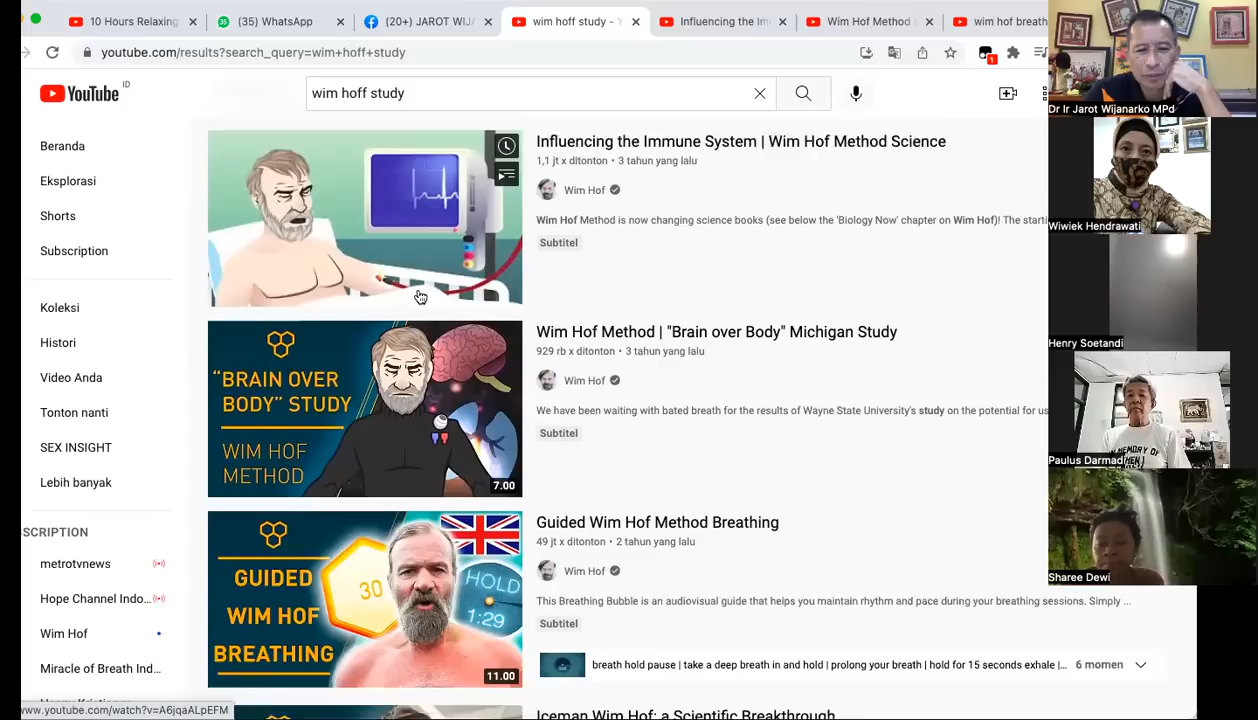 10 Hours Relaxing
(35) WhatsApp
(20+) JAROT WIJ
wim hoff study -
Influencing the Im
Wim Hof Method
wim hof breath
youtube.com/results?search_query=wim+hoff+study
1
YouTube ID
wim hoff study
Beranda
Eksplorasi
Shorts
Subscription
Koleksi
Histori
Video Anda
Tonton nanti
SEX INSIGHT
Lebih banyak
SCRIPTION
metrotvnews
Hope Channel Indo...
Wim Hof
Miracle of Breath Ind...
www.youtube.com/watch?v=A6jqaALpEFM
Influencing the Immune System | Wim Hof Method Science
1,1 jt x ditonton • 3 tahun yang lalu
Wim Hof
Wim Hof Method is now changing science books (see below the 'Biology Now' chapter on Wim Hof)! The starti
Subtitel
"BRAIN OVER
BODY" STUDY
WIM HOF
METHOD
7.00
Wim Hof Method | "Brain over Body" Michigan Study
929 rb x ditonton • 3 tahun yang lalu
Wim Hof
We have been waiting with bated breath for the results of Wayne State University's study on the potential for us
Subtitel
GUIDED
WIM HOF
BREATHING
30
HOLD
1:29
11.00
Guided Wim Hof Method Breathing
49 jt x ditonton • 2 tahun yang lalu
Wim Hof
This Breathing Bubble is an audiovisual guide that helps you maintain rhythm and pace during your breathing sessions. Simply ...
Subtitel
breath hold pause | take a deep breath in and hold | prolong your breath | hold for 15 seconds exhale |...
6 momen
Iceman Wim Hof: a Scientific Breakthrough
Dr Ir Jarot Wijanarko MPd
Wiwiek Hendrawati
Henry Soetandi
Paulus Darmadi
Sharee Dewi